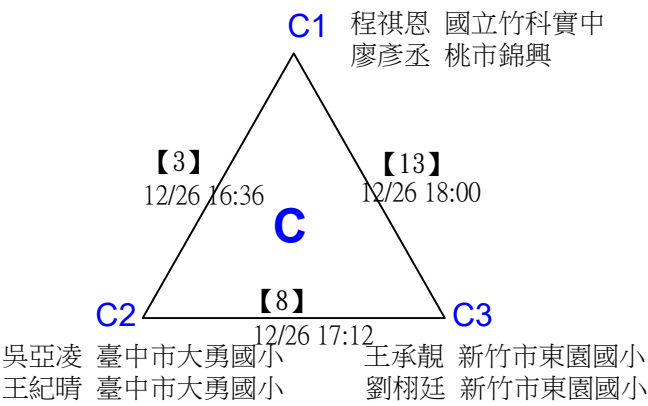 C1 程祺恩 國立竹科實中
廖彥丞 桃市錦興
【3】
12/26 16:36
【13】
12/26 18:00
C
【8】
12/26 17:12
C2
C3
吳亞凌 臺中市大勇國小
王紀晴 臺中市大勇國小
王承靚 新竹市東園國小
劉栩廷 新竹市東園國小